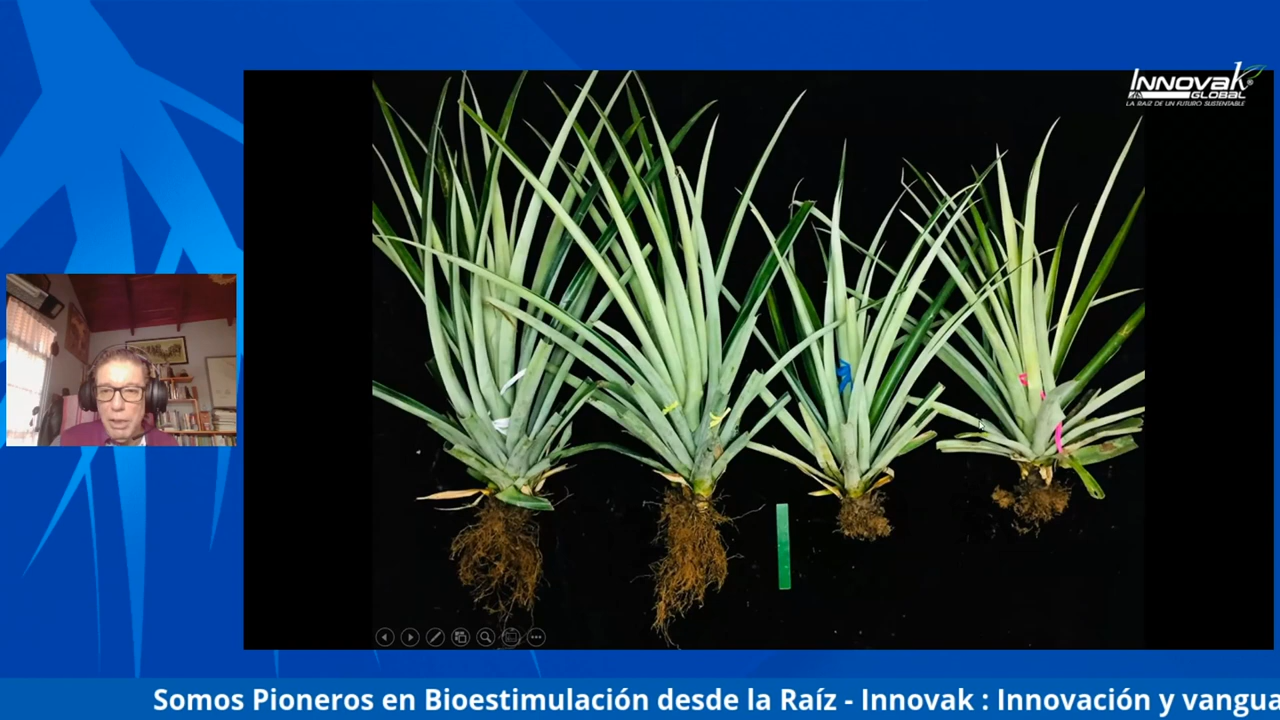 Innovak®
GLOBAL
LA RAÍZ DE UN FUTURO SUSTENTABLE
Somos Pioneros en Bioestimulación desde la Raíz - Innovak : Innovación y vangua